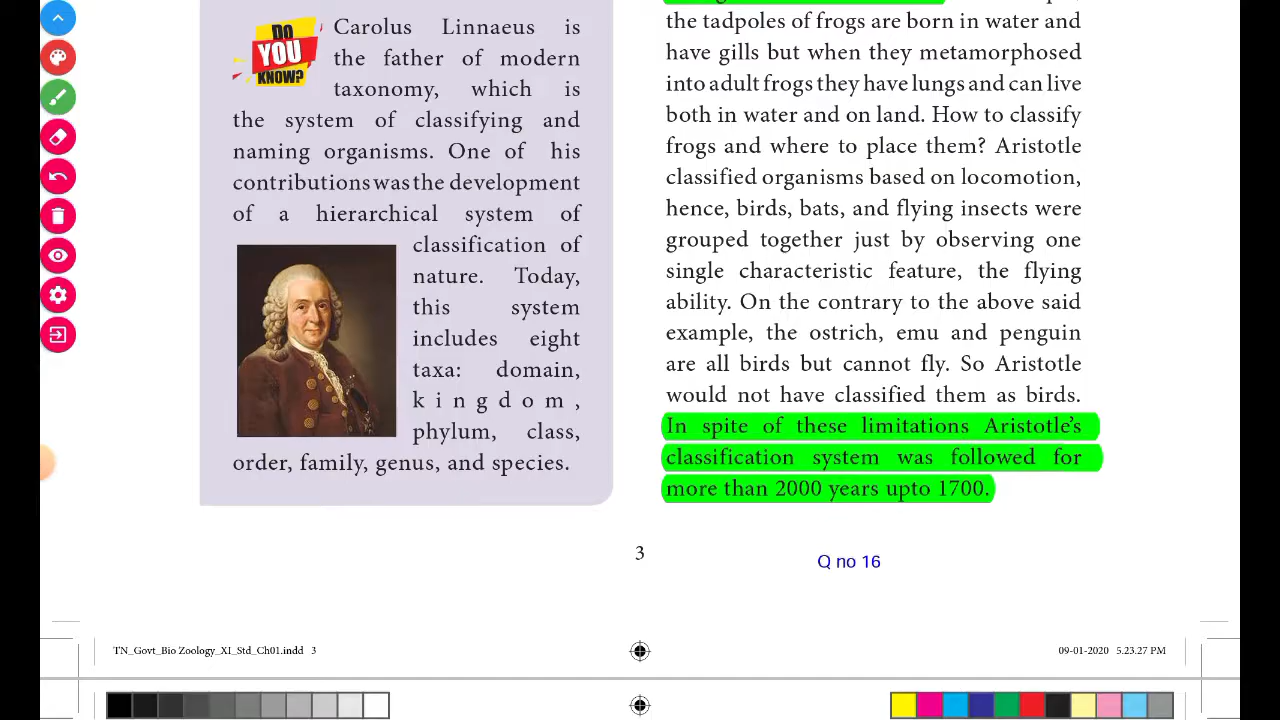 DO
YOU
KNOW?
Carolus Linnaeus is
the father of modern
taxonomy, which is
the system of classifying and
naming organisms. One of his
contributions was the development
of a hierarchical system of
classification of
nature. Today,
this system
includes eight
taxa: domain,
kingdom,
phylum, class,
order, family, genus, and species.
the tadpoles of frogs are born in water and
have gills but when they metamorphosed
into adult frogs they have lungs and can live
both in water and on land. How to classify
frogs and where to place them? Aristotle
classified organisms based on locomotion,
hence, birds, bats, and flying insects were
grouped together just by observing one
single characteristic feature, the flying
ability. On the contrary to the above said
example, the ostrich, emu and penguin
are all birds but cannot fly. So Aristotle
would not have classified them as birds.
In spite of these limitations Aristotle's
classification system was followed for
more than 2000 years upto 1700.
3
Q no 16
TN_Govt_Bio Zoology_XI_Std_Ch01.indd 3
09-01-2020 5.23.27 PM